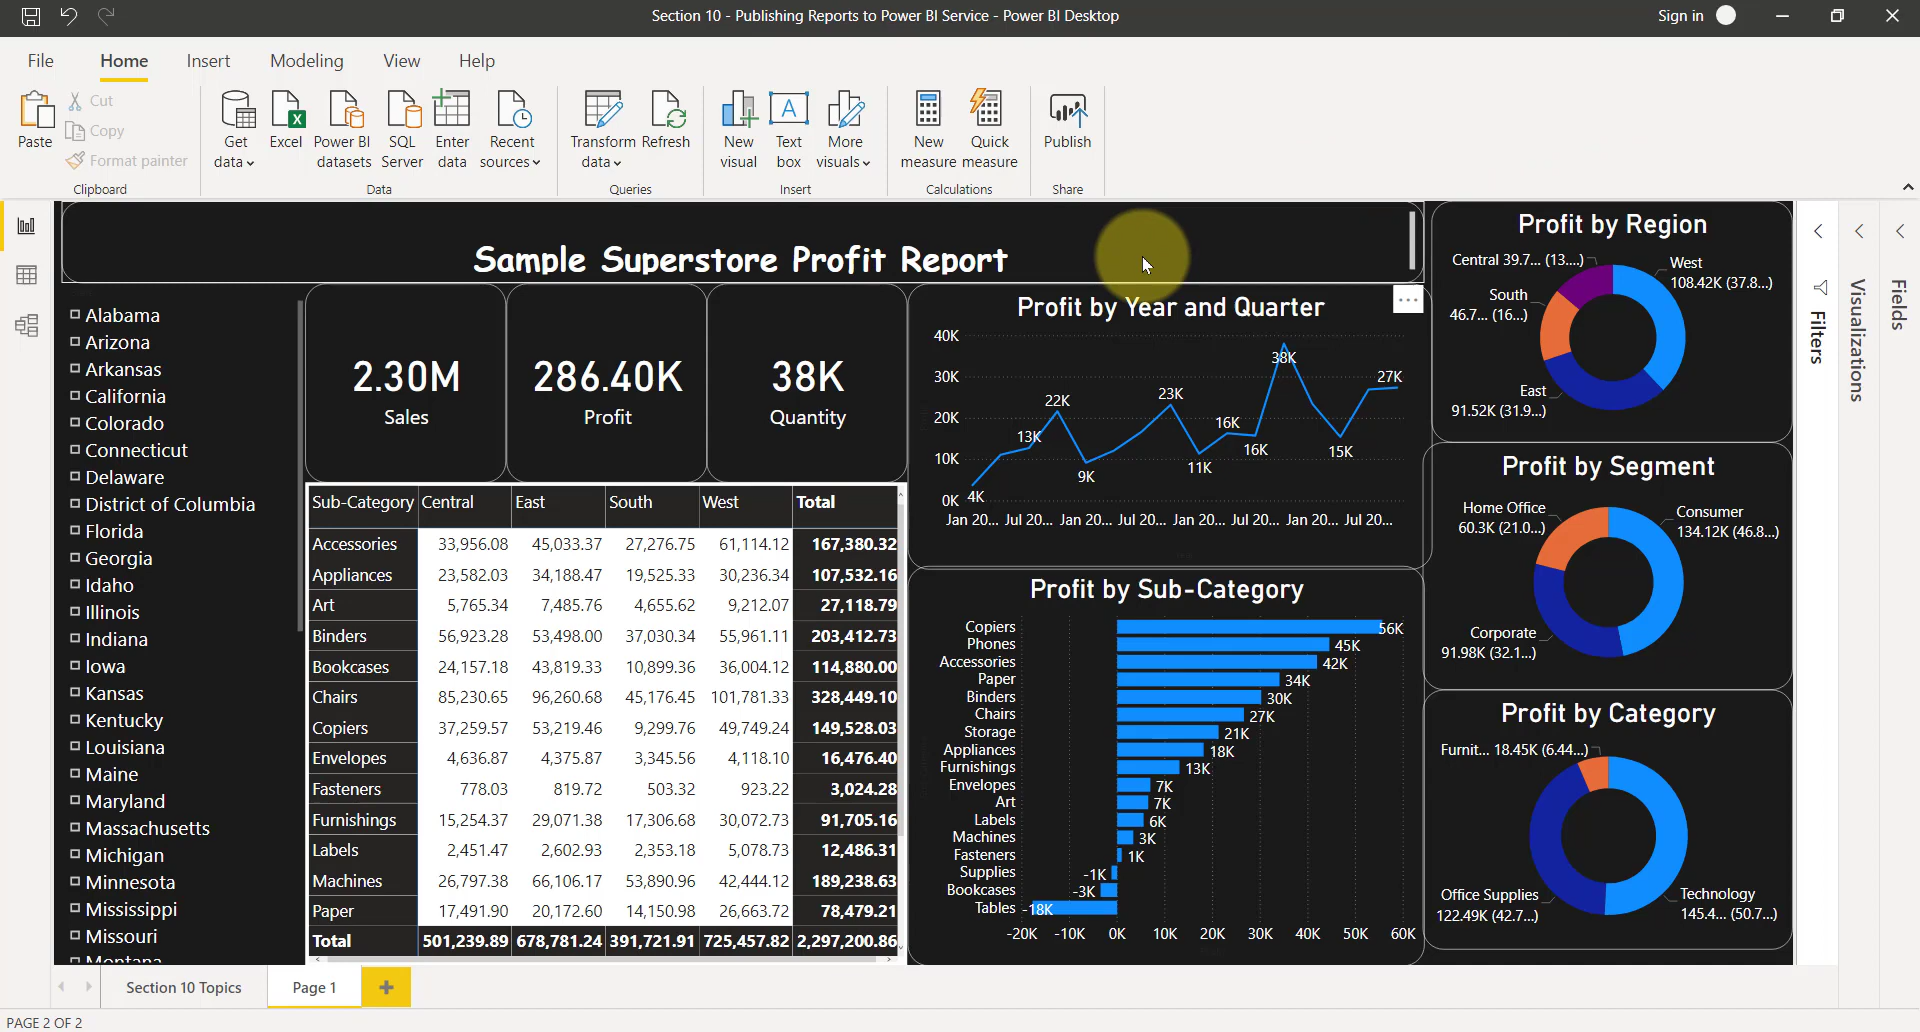 Section 10 - Publishing Reports to Power BI Service - Power BI Desktop
Sign in
File Home Insert Modeling View Help
Paste
Cut
Copy
Format painter
Clipboard
Get data
Excel
Power BI datasets
SQL Server
Enter data
Recent sources
Data
Transform data
Refresh
Queries
New visual
Text box
More visuals
Insert
New measure
Quick measure
Calculations
Publish
Share
Sample Superstore Profit Report
Alabama
Arizona
Arkansas
California
Colorado
Connecticut
Delaware
District of Columbia
Florida
Georgia
Idaho
Illinois
Indiana
Iowa
Kansas
Kentucky
Louisiana
Maine
Maryland
Massachusetts
Michigan
Minnesota
Mississippi
Missouri
Montana
2.30M
Sales
286.40K
Profit
38K
Quantity
Sub-Category Central East South West Total
Accessories 33,956.08 45,033.37 27,276.75 61,114.12 167,380.32
Appliances 23,582.03 34,188.47 19,525.33 30,236.34 107,532.16
Art 5,765.34 7,485.76 4,655.62 9,212.07 27,118.79
Binders 56,923.28 53,498.00 37,030.34 55,961.11 203,412.73
Bookcases 24,157.18 43,819.33 10,899.36 36,004.12 114,880.00
Chairs 85,230.65 96,260.68 45,176.45 101,781.33 328,449.10
Copiers 37,259.57 53,219.46 9,299.76 49,749.24 149,528.03
Envelopes 4,636.87 4,375.87 3,345.56 4,118.10 16,476.40
Fasteners 778.03 819.72 503.32 923.22 3,024.28
Furnishings 15,254.37 29,071.38 17,306.68 30,072.73 91,705.16
Labels 2,451.47 2,602.93 2,353.18 5,078.73 12,486.31
Machines 26,797.38 66,106.17 53,890.96 42,444.12 189,238.63
Paper 17,491.90 20,172.60 14,150.98 26,663.72 78,479.21
Total 501,239.89 678,781.24 391,721.91 725,457.82 2,297,200.86
Profit by Year and Quarter
40K
30K
20K
10K
0K
4K
13K
22K
9K
23K
11K
16K
16K
38K
15K
27K
Jan 20... Jul 20... Jan 20... Jul 20... Jan 20... Jul 20... Jan 20... Jul 20...
Profit by Sub-Category
Copiers 56K
Phones 45K
Accessories 42K
Paper 34K
Binders 30K
Chairs 27K
Storage 21K
Appliances 18K
Furnishings 13K
Envelopes 7K
Art 7K
Labels 6K
Machines 3K
Fasteners 1K
Supplies -1K
Bookcases -3K
Tables -18K
-20K -10K 0K 10K 20K 30K 40K 50K 60K
Profit by Region
Central 39.7... (13....)
West
108.42K (37.8...)
South
46.7... (16...)
East
91.52K (31.9...)
Profit by Segment
Home Office
60.3K (21.0...)
Consumer
134.12K (46.8...)
Corporate
91.98K (32.1...)
Profit by Category
Furnit... 18.45K (6.44...)
Office Supplies
122.49K (42.7...)
Technology
145.4... (50.7...)
Filters
Visualizations
Fields
Section 10 Topics
Page 1
PAGE 2 OF 2